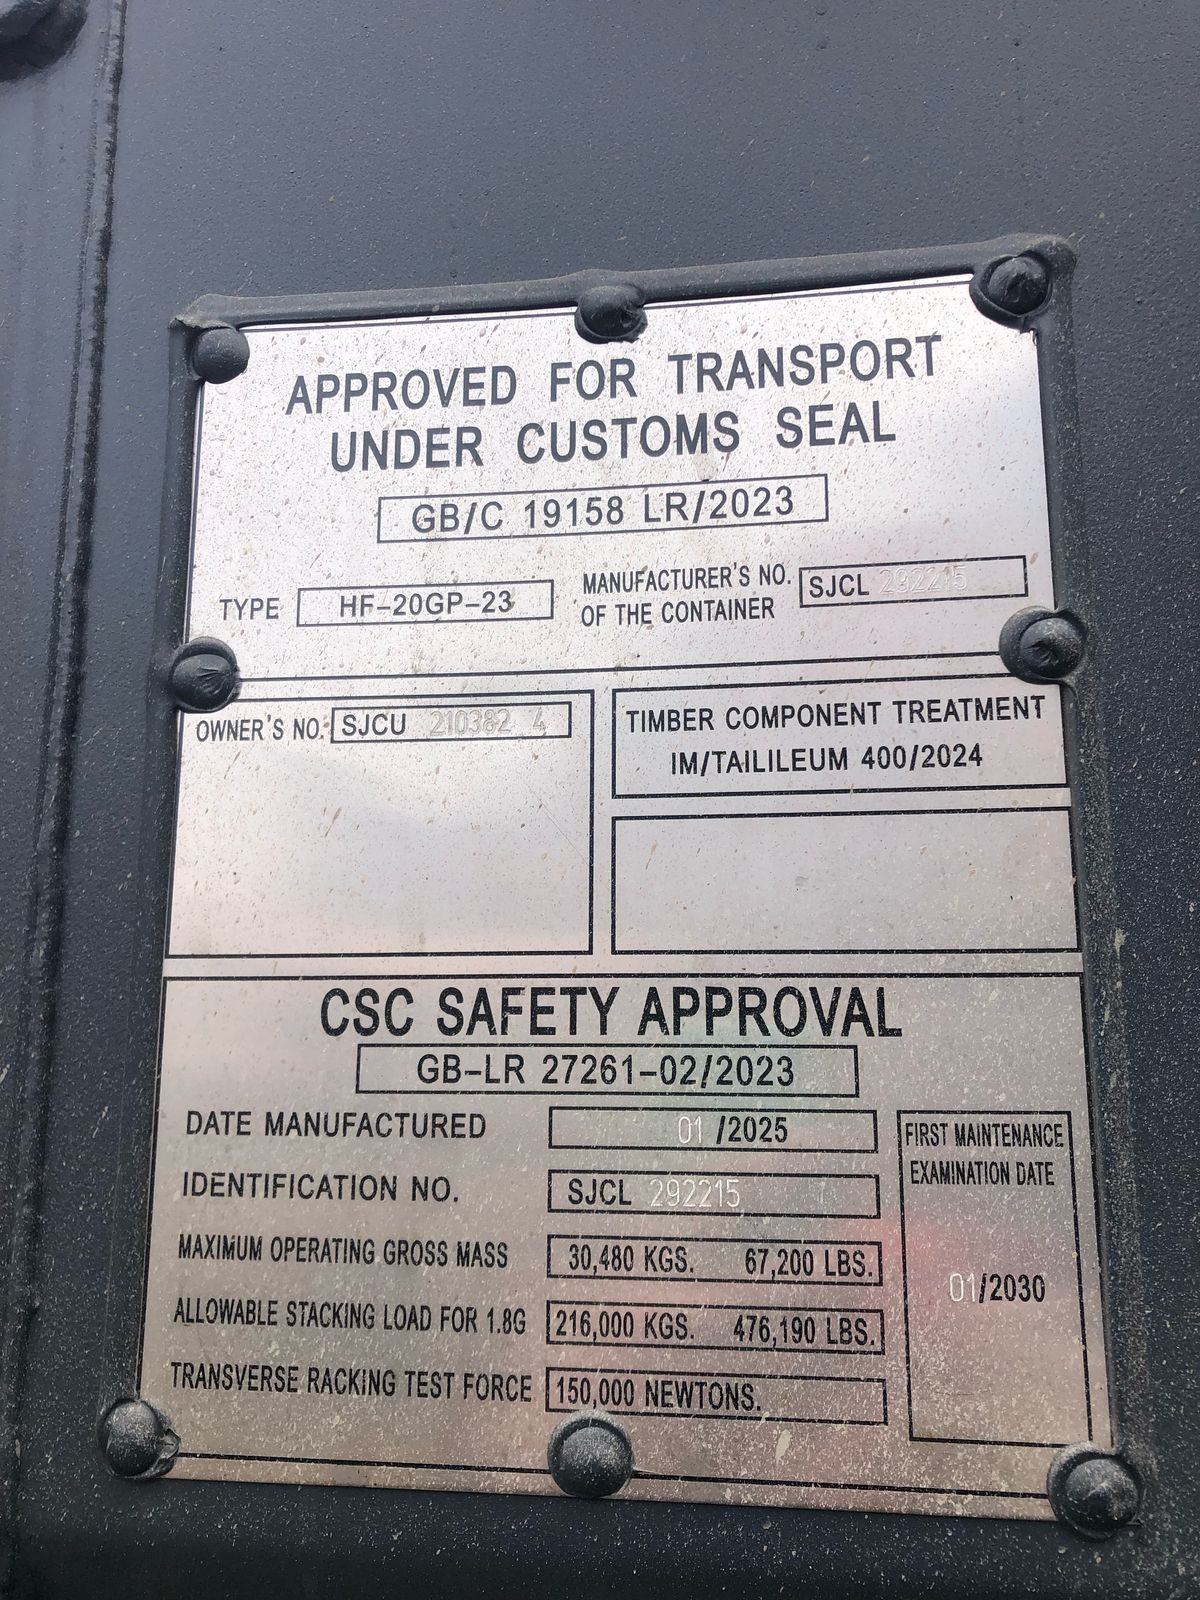 APPROVED FOR TRANSPORT
UNDER CUSTOMS SEAL
GB/C 19158 LR/2023
TYPE HF-20GP-23
MANUFACTURER'S NO.
OF THE CONTAINER
SJCL 292215
OWNER'S NO. SJCU 210382 4
TIMBER COMPONENT TREATMENT
IM/TAILILEUM 400/2024
CSC SAFETY APPROVAL
GB-LR 27261-02/2023
DATE MANUFACTURED 01 /2025
IDENTIFICATION NO. SJCL 292215
MAXIMUM OPERATING GROSS MASS 30,480 KGS. 67,200 LBS.
ALLOWABLE STACKING LOAD FOR 1.8G 216,000 KGS. 476,190 LBS.
TRANSVERSE RACKING TEST FORCE 150,000 NEWTONS.
FIRST MAINTENANCE
EXAMINATION DATE
01/2030